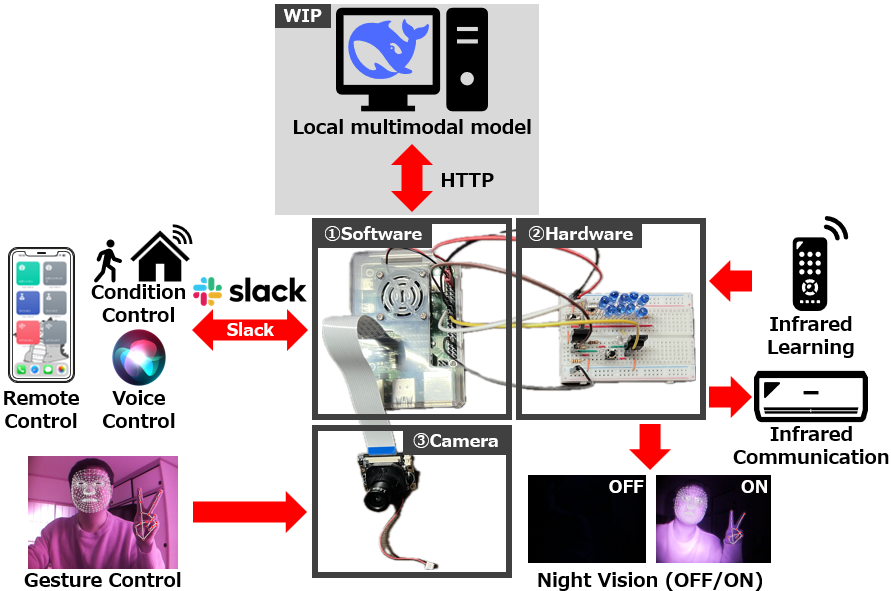 WIP
Local multimodal model
HTTP
①Software
②Hardware
③Camera
Condition
Control
slack
Slack
Remote
Control
Voice
Control
Gesture Control
Infrared
Learning
Infrared
Communication
OFF
ON
Night Vision (OFF/ON)